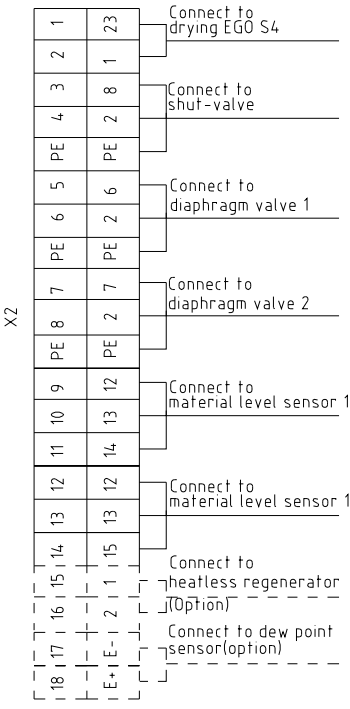 X2
1 23 Connect to
drying EGO S4
2 1
3 8 Connect to
shut-valve
4 2
PE PE
5 6 Connect to
diaphragm valve 1
6 2
PE PE
7 7 Connect to
diaphragm valve 2
8 2
PE PE
9 12 Connect to
material level sensor 1
10 13
11 14
12 12 Connect to
material level sensor 1
13 13
14 15
15 1 Connect to
heatless regenerator
16 2 (Option)
17 E- Connect to dew point
sensor(option)
18 E+